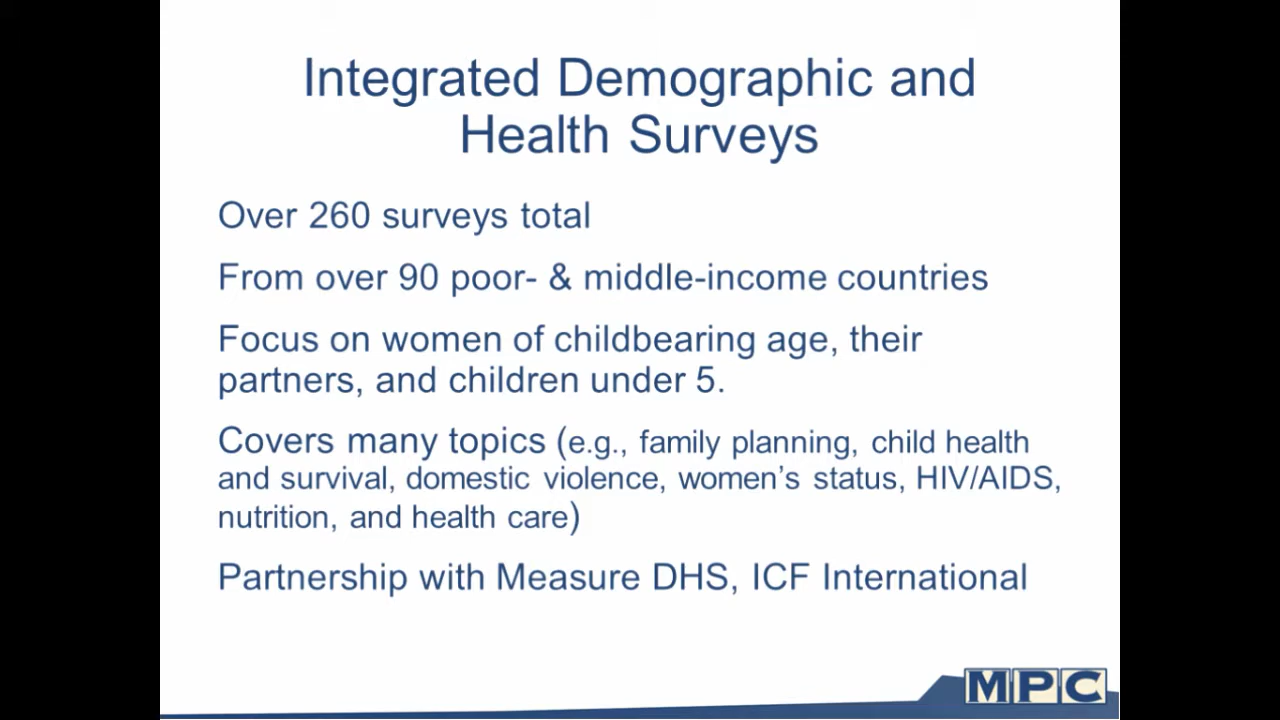 Integrated Demographic and
Health Surveys
Over 260 surveys total
From over 90 poor- & middle-income countries
Focus on women of childbearing age, their
partners, and children under 5.
Covers many topics (e.g., family planning, child health
and survival, domestic violence, women’s status, HIV/AIDS,
nutrition, and health care)
Partnership with Measure DHS, ICF International
MPC